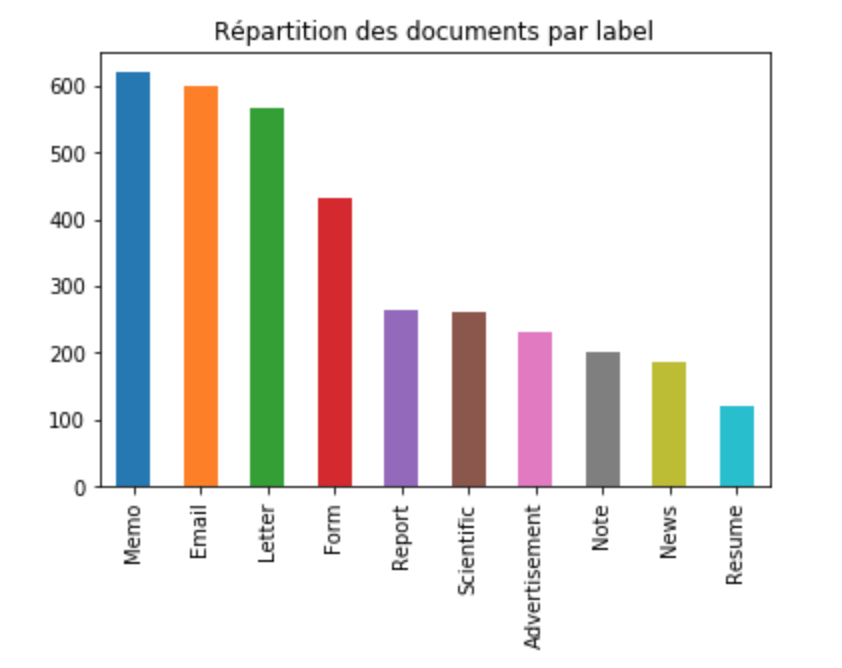 Répartition des documents par label
600
500
400
300
200
100
0
Memo
Email
Letter
Form
Report
Scientific
Advertisement
Note
News
Resume